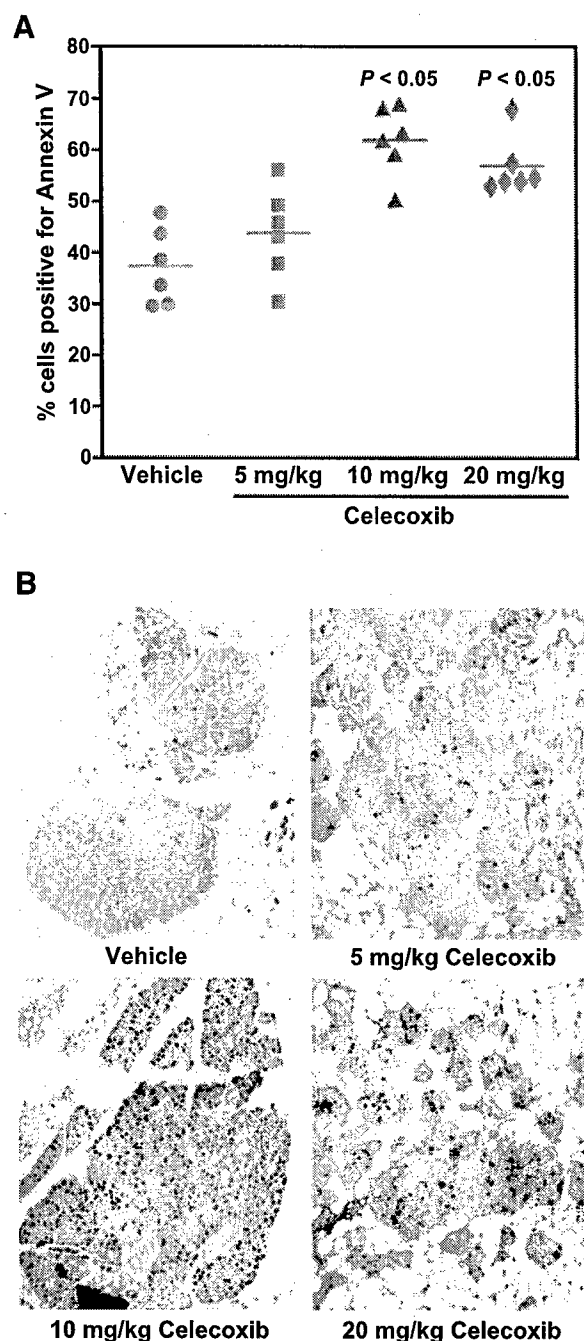 A
% cells positive for Annexin V
80
70
60
50
40
30
20
10
0
P < 0.05 P < 0.05
Vehicle 5 mg/kg 10 mg/kg 20 mg/kg
Celecoxib
B
Vehicle 5 mg/kg Celecoxib
10 mg/kg Celecoxib 20 mg/kg Celecoxib